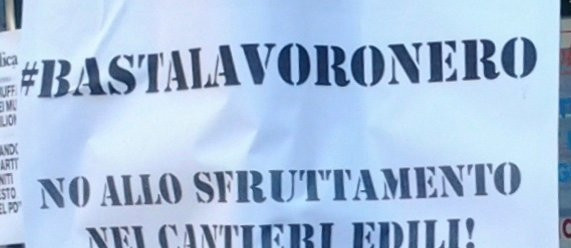 #BASTALAVORONERO
NO ALLO SFRUTTAMENTO
NEI CANTIERI EDILI!